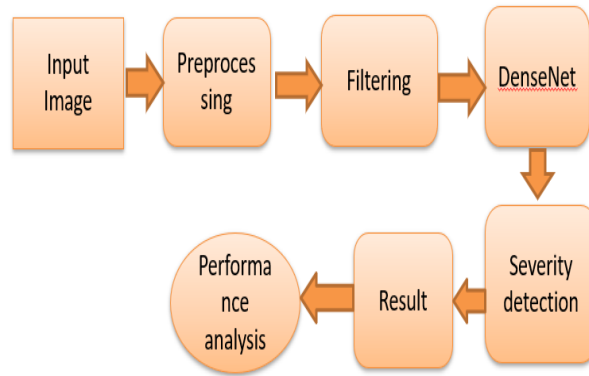 Input
Image
Preproces
sing
Filtering
DenseNet
Severity
detection
Result
Performa
nce
analysis